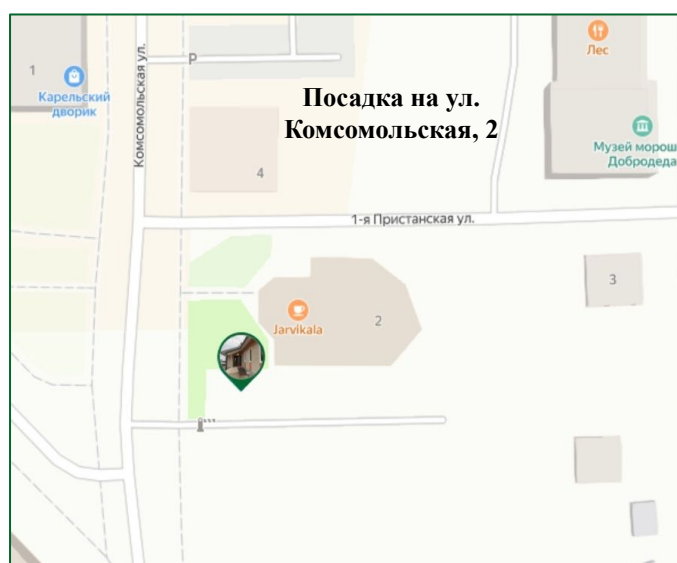 1
Карельский
дворик
Комсомольская ул.
P
Посадка на ул.
Комсомольская, 2
4
Лес
Музей морош
Добродеда
1-я Пристанская ул.
3
Jarvikala
2